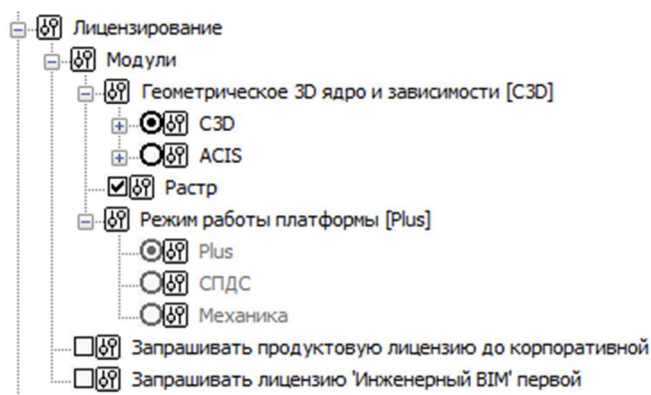 Лицензирование
Модули
Геометрическое 3D ядро и зависимости [C3D]
C3D
ACIS
Растр
Режим работы платформы [Plus]
Plus
СПДС
Механика
Запрашивать продуктовую лицензию до корпоративной
Запрашивать лицензию 'Инженерный BIM' первой